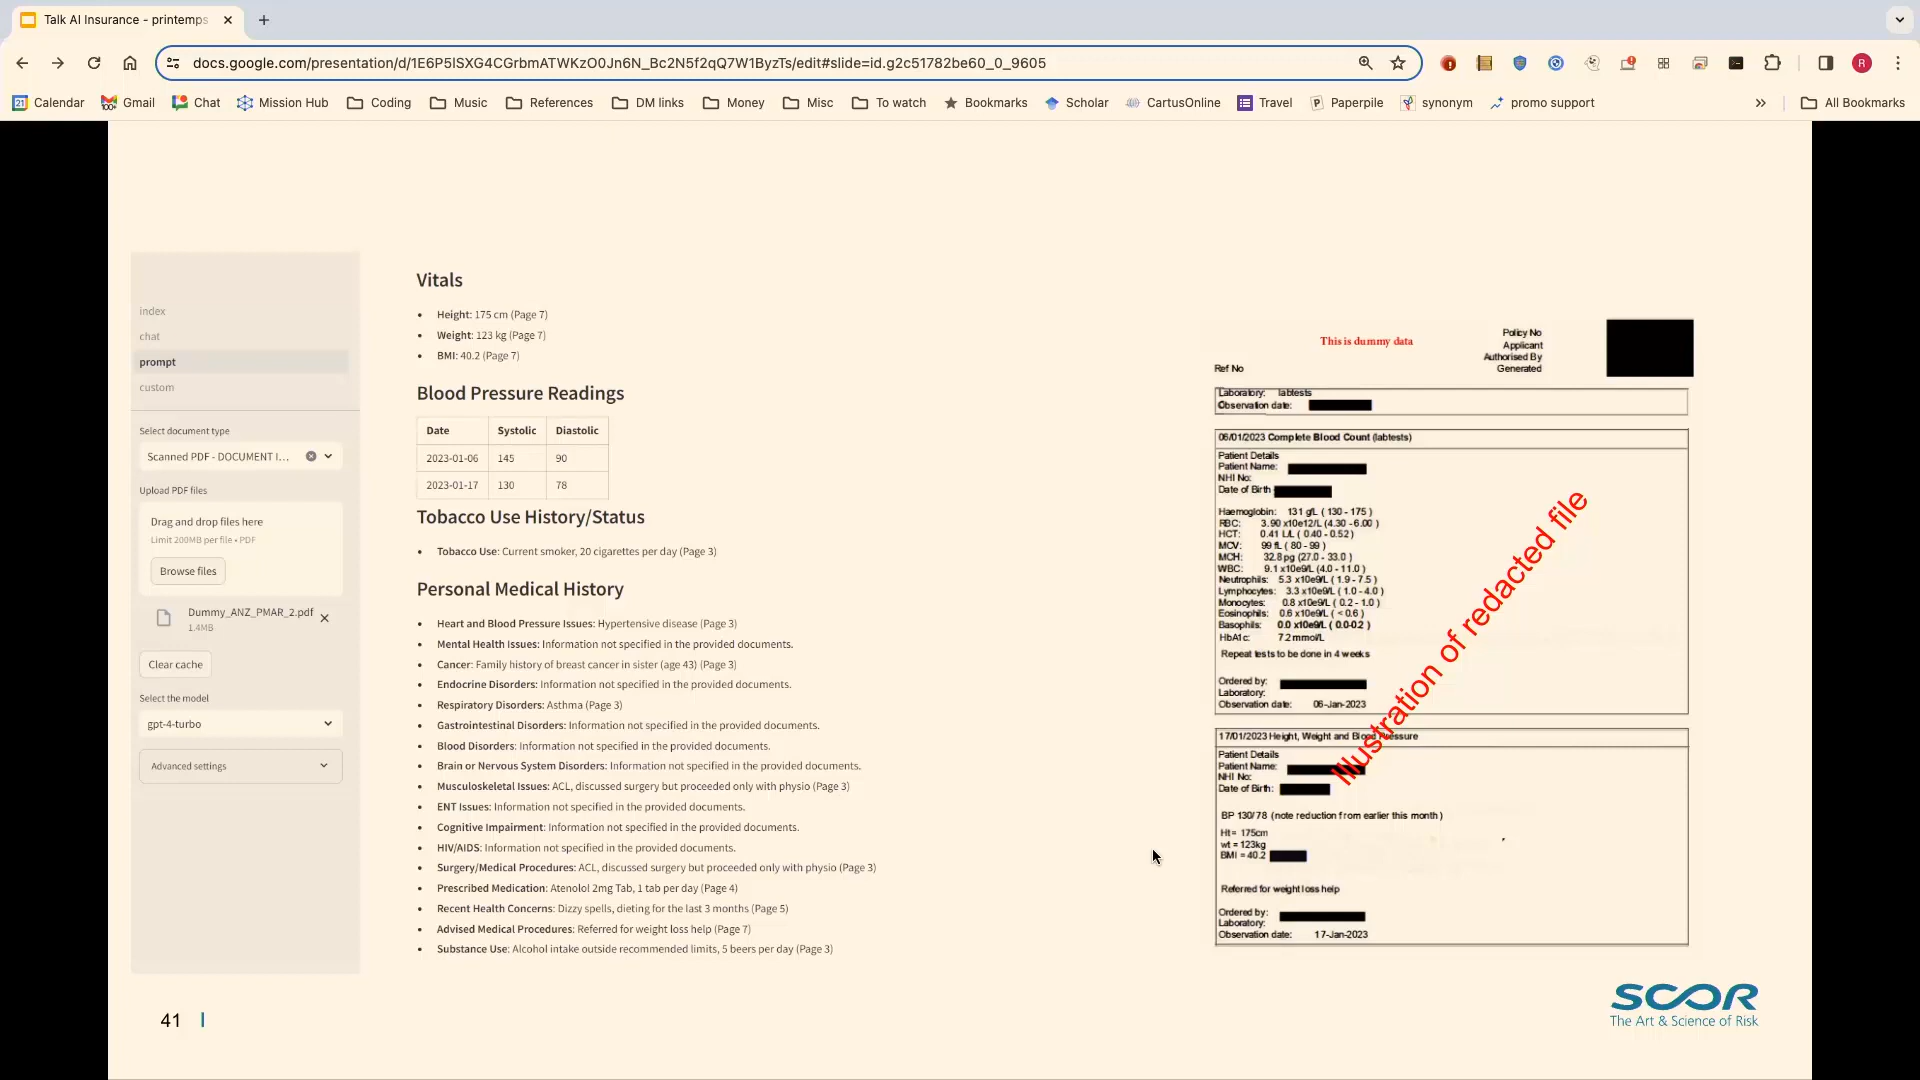 Talk AI Insurance - printemps
docs.google.com/presentation/d/1E6P5lSXG4CGrbmATWKzO0Jn6N_Bc2N5f2qQ7W1ByzTs/edit#slide=id.g2c51782be60_0_9605
Calendar Gmail Chat Mission Hub Coding Music References DM links Money Misc To watch Bookmarks Scholar CartusOnline Travel Paperpile synonym promo support » All Bookmarks
index
chat
prompt
custom
Select document type
Scanned PDF - DOCUMENT I...
Upload PDF files
Drag and drop files here
Limit 200MB per file • PDF
Browse files
Dummy_ANZ_PMAR_2.pdf
1.4MB
Clear cache
Select the model
gpt-4-turbo
Advanced settings
Vitals
• Height: 175 cm (Page 7)
• Weight: 123 kg (Page 7)
• BMI: 40.2 (Page 7)
Blood Pressure Readings
Date Systolic Diastolic
2023-01-06 145 90
2023-01-17 130 78
Tobacco Use History/Status
• Tobacco Use: Current smoker, 20 cigarettes per day (Page 3)
Personal Medical History
• Heart and Blood Pressure Issues: Hypertensive disease (Page 3)
• Mental Health Issues: Information not specified in the provided documents.
• Cancer: Family history of breast cancer in sister (age 43) (Page 3)
• Endocrine Disorders: Information not specified in the provided documents.
• Respiratory Disorders: Asthma (Page 3)
• Gastrointestinal Disorders: Information not specified in the provided documents.
• Blood Disorders: Information not specified in the provided documents.
• Brain or Nervous System Disorders: Information not specified in the provided documents.
• Musculoskeletal Issues: ACL, discussed surgery but proceeded only with physio (Page 3)
• ENT Issues: Information not specified in the provided documents.
• Cognitive Impairment: Information not specified in the provided documents.
• HIV/AIDS: Information not specified in the provided documents.
• Surgery/Medical Procedures: ACL, discussed surgery but proceeded only with physio (Page 3)
• Prescribed Medication: Atenolol 2mg Tab, 1 tab per day (Page 4)
• Recent Health Concerns: Dizzy spells, dieting for the last 3 months (Page 5)
• Advised Medical Procedures: Referred for weight loss help (Page 7)
• Substance Use: Alcohol intake outside recommended limits, 5 beers per day (Page 3)
This is dummy data
Policy No
Applicant
Authorised By
Ref No Generated
Laboratory: labtests
Observation date:
06/01/2023 Complete Blood Count (labtests)
Patient Details
Patient Name:
NHI No:
Date of Birth
Haemoglobin: 131 g/L ( 130 - 175 )
RBC: 3.90 x10e12/L (4.30 - 6.00 )
HCT: 0.41 L/L ( 0.40 - 0.52 )
MCV: 99 fL ( 80 - 99 )
MCH: 32.8 pg (27.0 - 33.0 )
WBC: 9.1 x10e9/L (4.0 - 11.0 )
Neutrophils: 5.3 x10e9/L ( 1.9 - 7.5 )
Lymphocytes: 3.3 x10e9/L ( 1.0 - 4.0 )
Monocytes: 0.8 x10e9/L ( 0.2 - 1.0 )
Eosinophils: 0.6 x10e9/L ( < 0.6 )
Basophils: 0.0 x10e9/L ( 0.0-0.2 )
HbA1c: 7.2 mmol/L
Repeat tests to be done in 4 weeks
Ordered by:
Laboratory:
Observation date: 06-Jan-2023
17/01/2023 Height, Weight and Blood Pressure
Patient Details
Patient Name:
NHI No:
Date of Birth:
BP 130/78 (note reduction from earlier this month )
Ht = 175cm
wt = 123kg
BMI = 40.2
Referred for weight loss help
Ordered by:
Laboratory:
Observation date: 17-Jan-2023
Illustration of redacted file
41
SCOR
The Art & Science of Risk